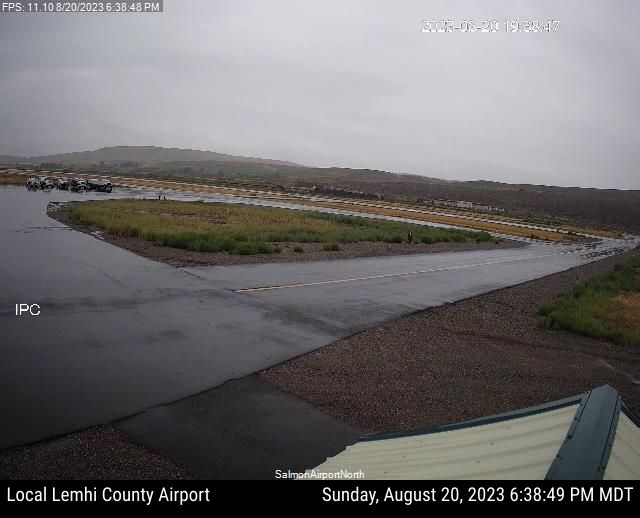 FPS: 11.10 8/20/2023 6:38:48 PM
2023-08-20 19:38:47
IPC
SalmonAirportNorth
Local Lemhi County Airport
Sunday, August 20, 2023 6:38:49 PM MDT